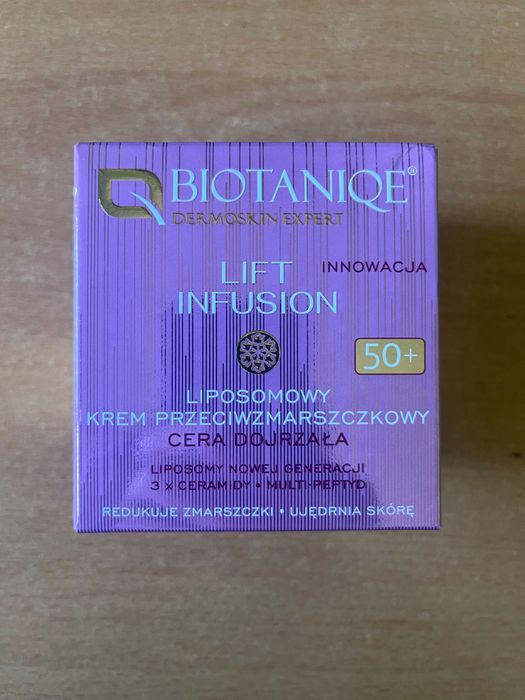 BIOTANIQE®
DERMOSKIN EXPERT
LIFT
INFUSION
INNOWACJA
50+
LIPOSOMOWY
KREM PRZECIWZMARSZCZKOWY
CERA DOJRZAŁA
LIPOSOMY NOWEJ GENERACJI
3 x CERAMIDY • MULTI-PEPTYD
REDUKUJE ZMARSZCZKI • UJĘDRNIA SKÓRĘ